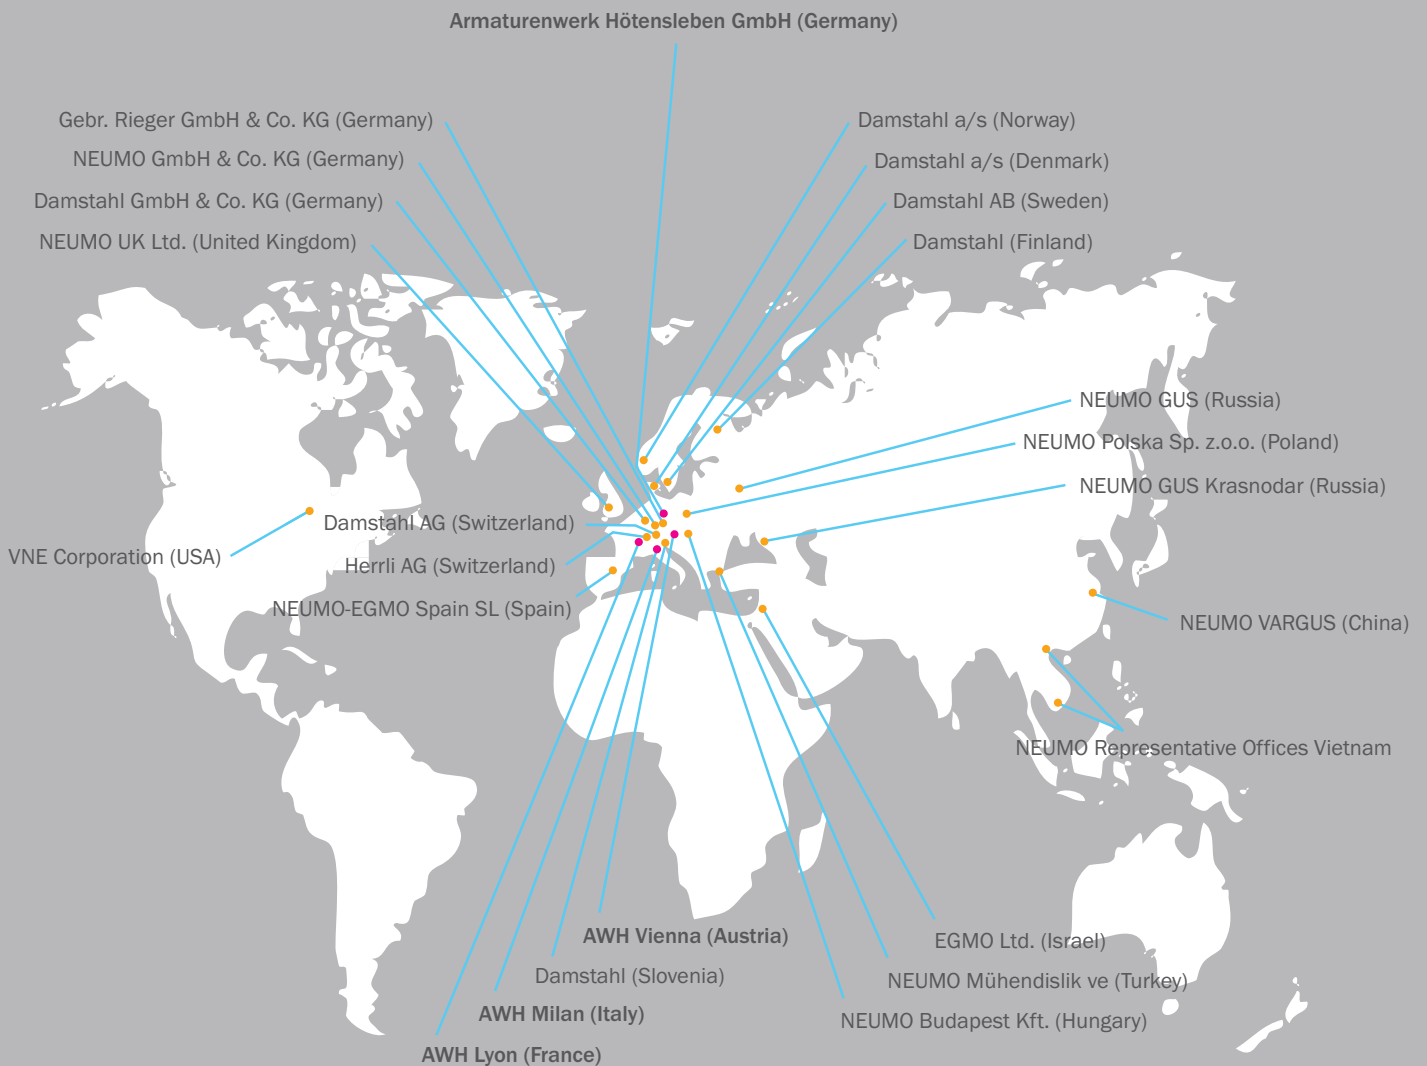 Armaturenwerk Hötensleben GmbH (Germany)
Gebr. Rieger GmbH & Co. KG (Germany)
NEUMO GmbH & Co. KG (Germany)
Damstahl GmbH & Co. KG (Germany)
NEUMO UK Ltd. (United Kingdom)
Damstahl a/s (Norway)
Damstahl a/s (Denmark)
Damstahl AB (Sweden)
Damstahl (Finland)
NEUMO GUS (Russia)
NEUMO Polska Sp. z.o.o. (Poland)
NEUMO GUS Krasnodar (Russia)
Damstahl AG (Switzerland)
VNE Corporation (USA)
Herrli AG (Switzerland)
NEUMO-EGMO Spain SL (Spain)
NEUMO VARGUS (China)
NEUMO Representative Offices Vietnam
AWH Vienna (Austria)
Damstahl (Slovenia)
AWH Milan (Italy)
AWH Lyon (France)
EGMO Ltd. (Israel)
NEUMO Mühendislik ve (Turkey)
NEUMO Budapest Kft. (Hungary)